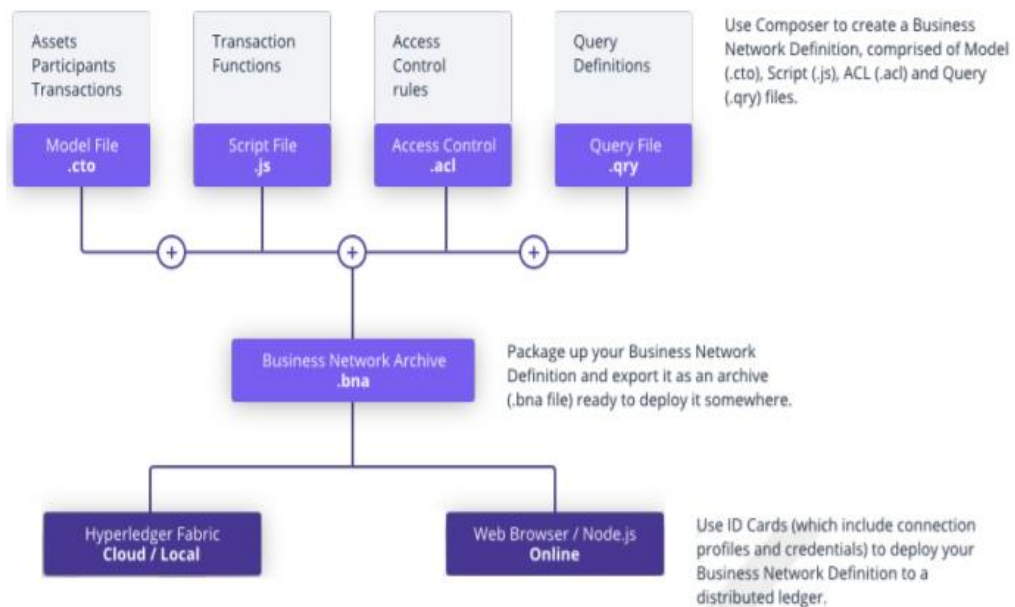 Assets
Participants
Transactions
Model File
.cto
Transaction
Functions
Script File
.js
Access
Control
rules
Access Control
.acl
Query
Definitions
Query File
.qry
Use Composer to create a Business
Network Definition, comprised of Model
(.cto), Script (.js), ACL (.acl) and Query
(.qry) files.
+
+
+
Business Network Archive
.bna
Package up your Business Network
Definition and export it as an archive
(.bna file) ready to deploy it somewhere.
Hyperledger Fabric
Cloud / Local
Web Browser / Node.js
Online
Use ID Cards (which include connection
profiles and credentials) to deploy your
Business Network Definition to a
distributed ledger.